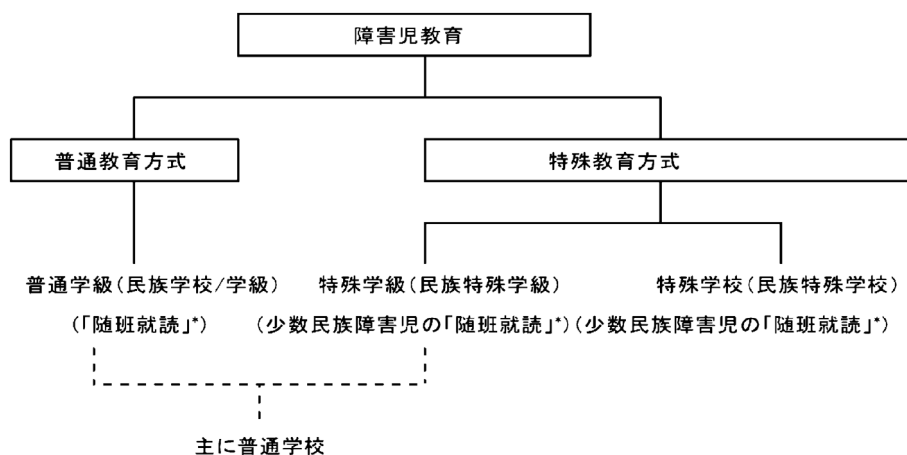 障害児教育
普通教育方式
特殊教育方式
普通学級(民族学校/学級)
特殊学級(民族特殊学級)
特殊学校(民族特殊学校)
(「随班就読」*)
(少数民族障害児の「随班就読」*)
(少数民族障害児の「随班就読」*)
主に普通学校